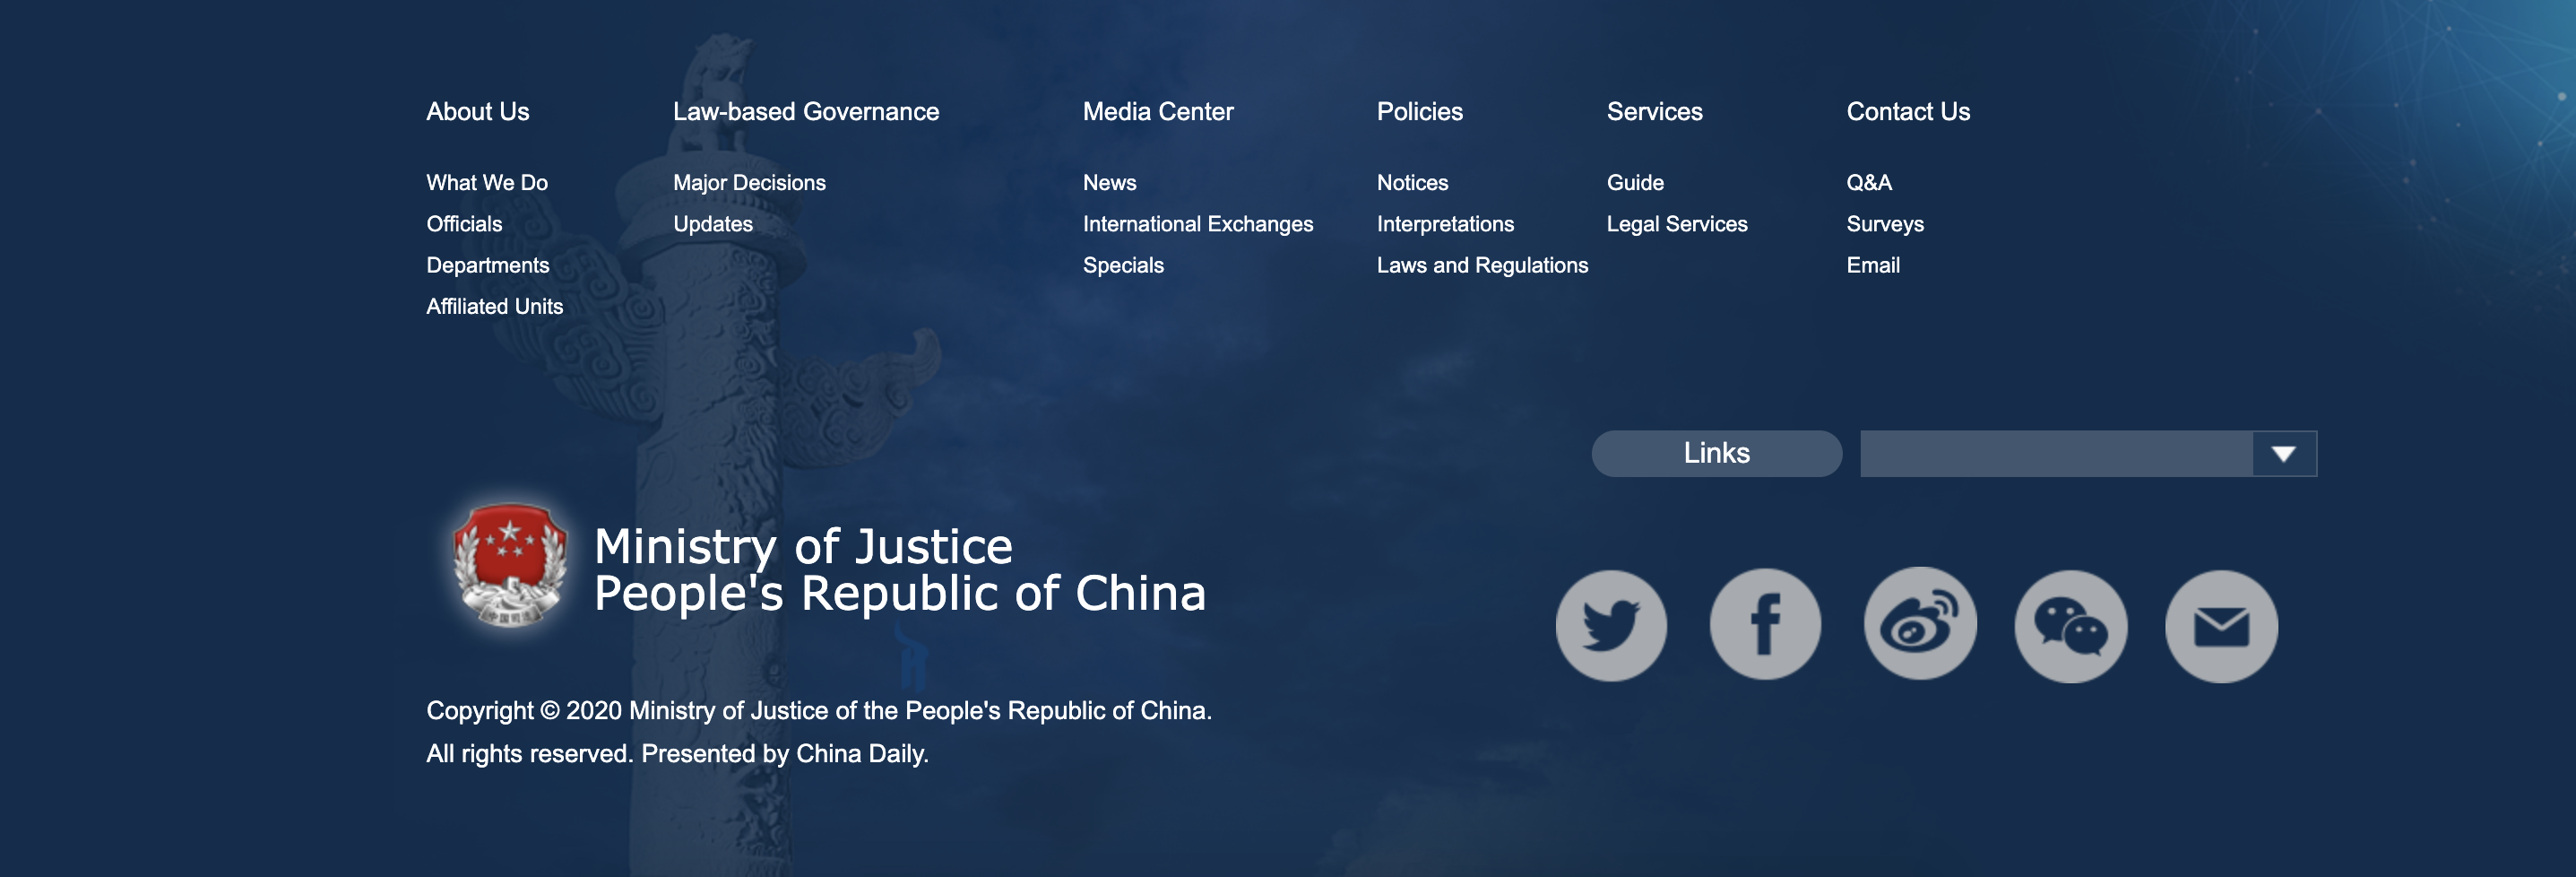 About Us
What We Do
Officials
Departments
Affiliated Units
Law-based Governance
Major Decisions
Updates
Media Center
News
International Exchanges
Specials
Policies
Notices
Interpretations
Laws and Regulations
Services
Guide
Legal Services
Contact Us
Q&A
Surveys
Email
Links
Ministry of Justice
People's Republic of China
Copyright © 2020 Ministry of Justice of the People's Republic of China.
All rights reserved. Presented by China Daily.